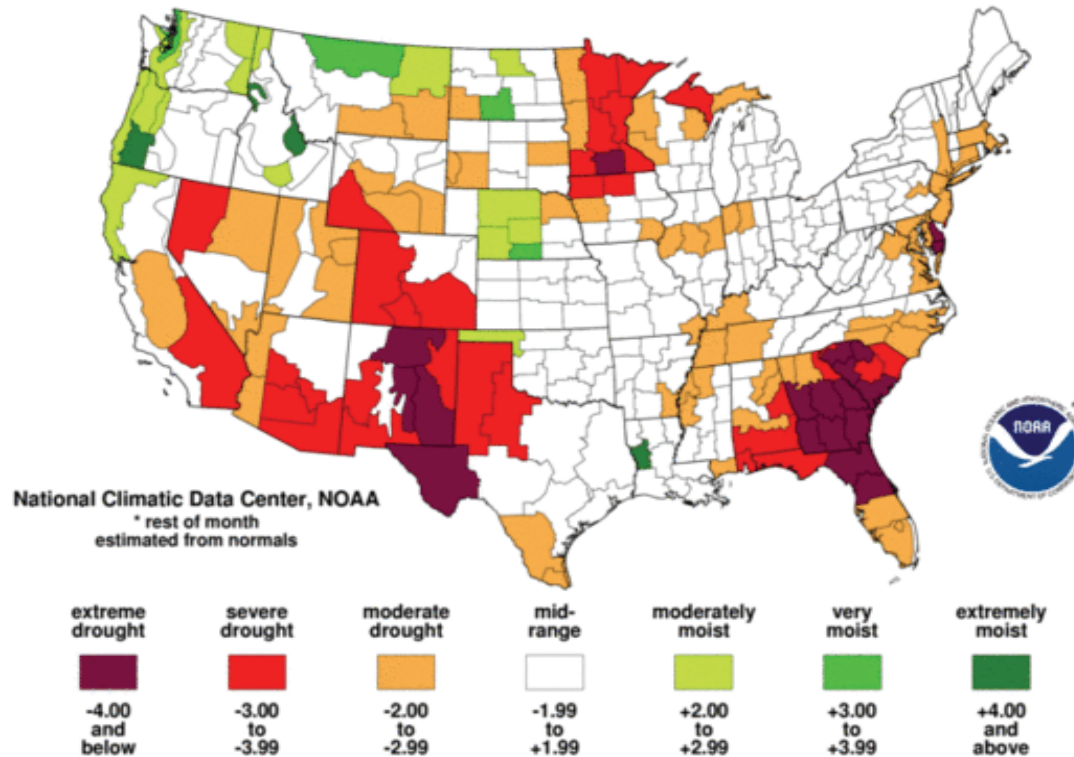 NOAA
National Climatic Data Center, NOAA
* rest of month
estimated from normals
extreme
drought
severe
drought
moderate
drought
mid-
range
moderately
moist
very
moist
extremely
moist
-4.00
and
below
-3.00
to
-3.99
-2.00
to
-2.99
-1.99
to
+1.99
+2.00
to
+2.99
+3.00
to
+3.99
+4.00
and
above